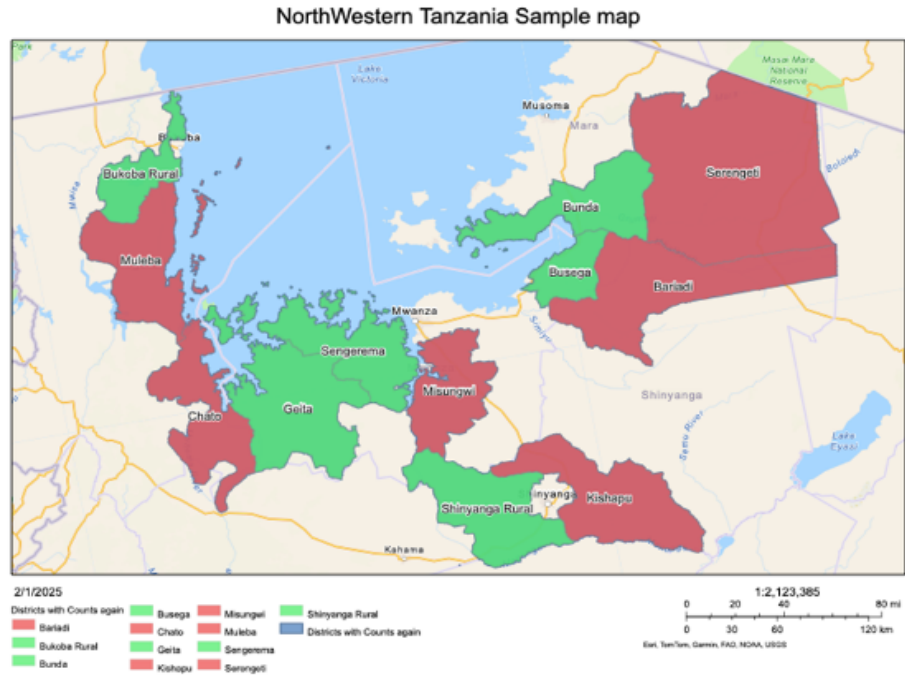 NorthWestern Tanzania Sample map
Park
Lake
Victoria
Masai Mara
National
Reserve
Musoma
Mara
Bukoba Rural
Serengeti
Bunda
Muleba
Busega
Bariadi
Mwanza
Simiyu
Sengerema
Misungwi
Shinyanga
Geita
Chato
Semu River
Lake
Eyasi
Kishapu
Shinyanga Rural
Kahama
2/1/2025
1:2,123,385
Districts with Counts again
Bariadi
Bukoba Rural
Bunda
Busega
Chato
Geita
Kishapu
Misungwi
Muleba
Sengerema
Serengeti
Shinyanga Rural
Districts with Counts again
0 20 40 80 mi
0 30 60 120 km
Esri, TomTom, Garmin, FAO, NOAA, USGS